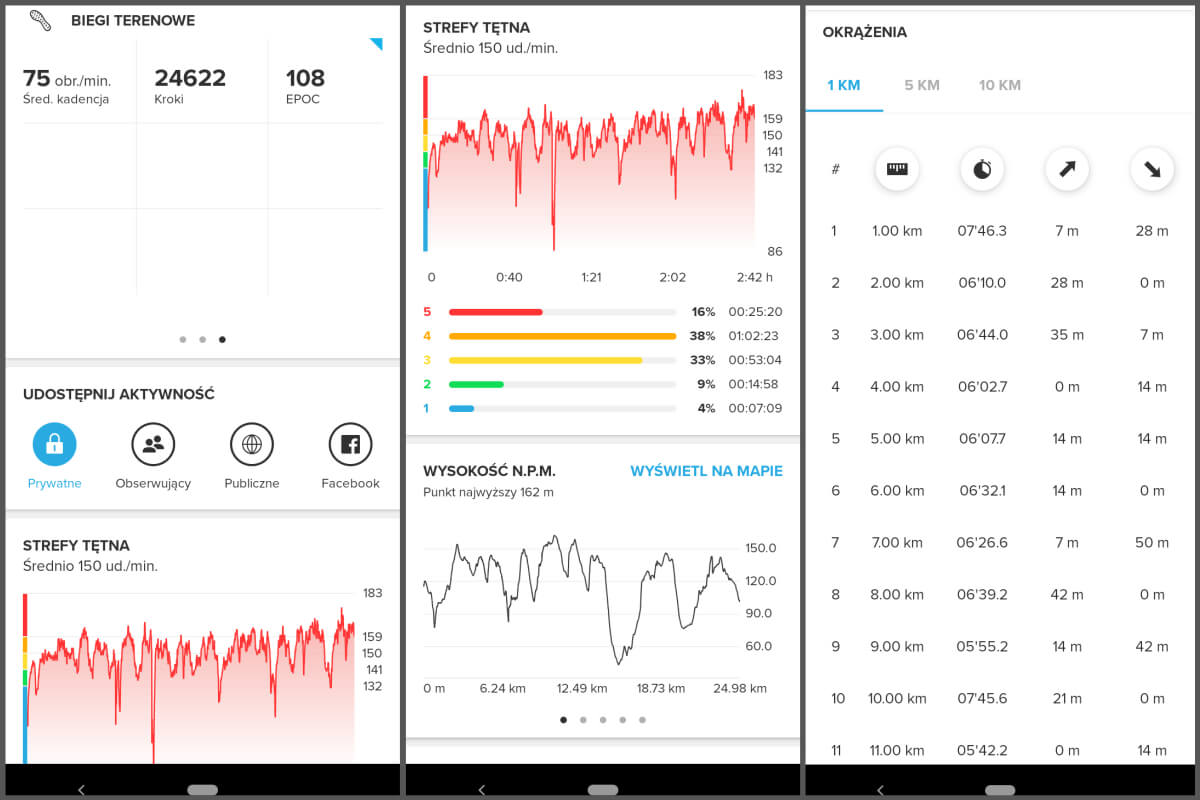 BIEGI TERENOWE
75 obr./min. 24622 108
Śred. kadencja Kroki EPOC
UDOSTĘPNIJ AKTYWNOŚĆ
Prywatne Obserwujący Publiczne Facebook
STREFY TĘTNA
Średnio 150 ud./min.
183
159
150
141
132
STREFY TĘTNA
Średnio 150 ud./min.
183
159
150
141
132
86
0 0:40 1:21 2:02 2:42 h
5 16% 00:25:20
4 38% 01:02:23
3 33% 00:53:04
2 9% 00:14:58
1 4% 00:07:09
WYSOKOŚĆ N.P.M. WYŚWIETL NA MAPIE
Punkt najwyższy 162 m
150.0
120.0
90.0
60.0
0 m 6.24 km 12.49 km 18.73 km 24.98 km
OKRĄŻENIA
1 KM 5 KM 10 KM
#
1 1.00 km 07'46.3 7 m 28 m
2 2.00 km 06'10.0 28 m 0 m
3 3.00 km 06'44.0 35 m 7 m
4 4.00 km 06'02.7 0 m 14 m
5 5.00 km 06'07.7 14 m 14 m
6 6.00 km 06'32.1 14 m 0 m
7 7.00 km 06'26.6 7 m 50 m
8 8.00 km 06'39.2 42 m 0 m
9 9.00 km 05'55.2 14 m 42 m
10 10.00 km 07'45.6 21 m 0 m
11 11.00 km 05'42.2 0 m 14 m